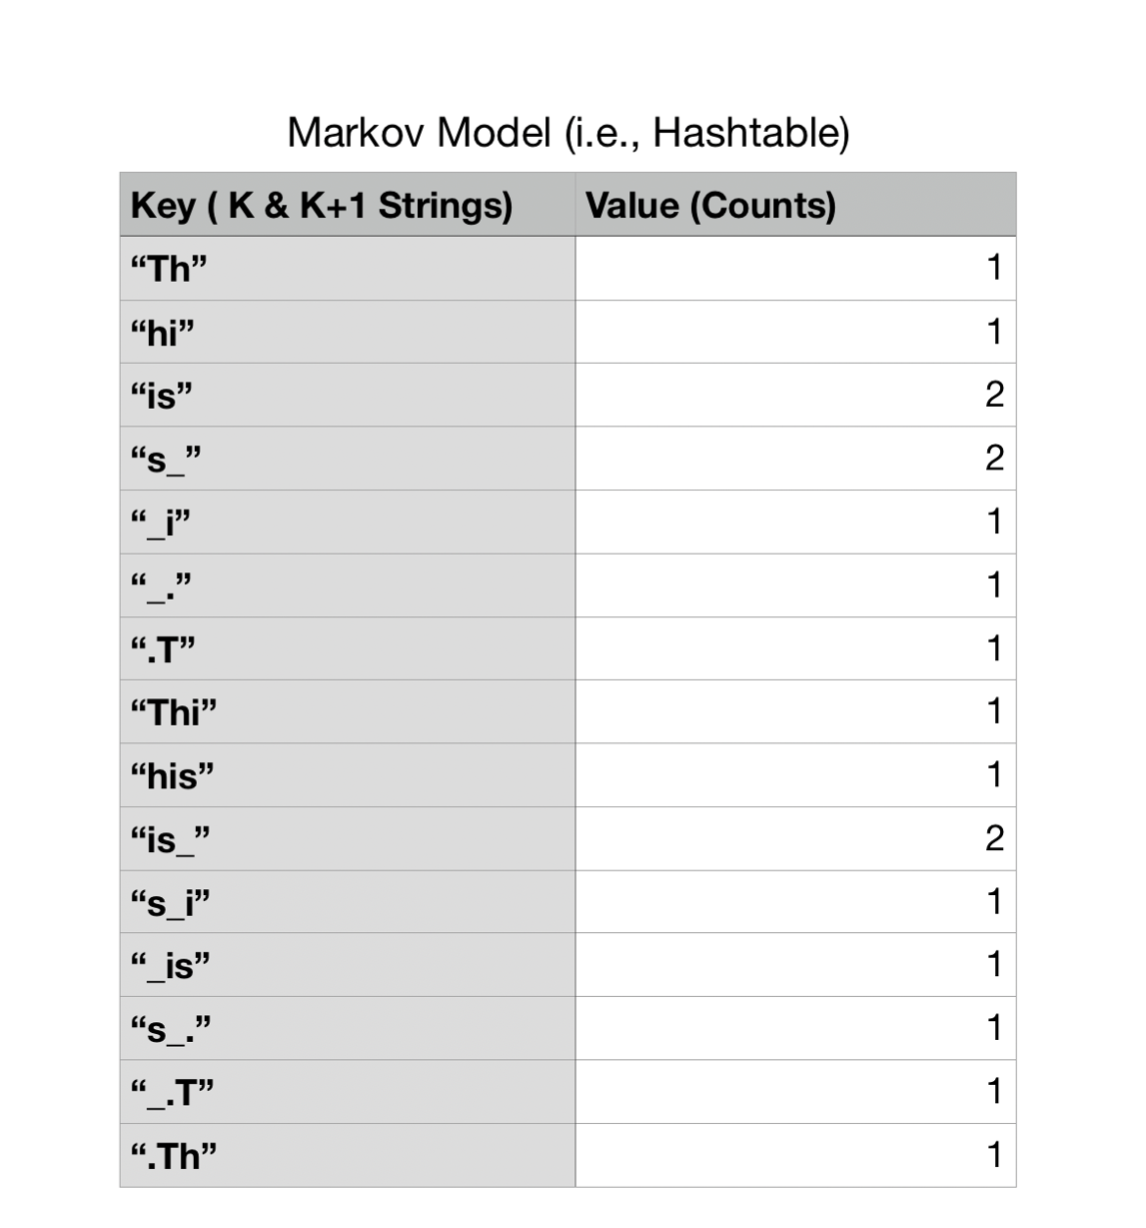 Markov Model (i.e., Hashtable)
Key ( K & K+1 Strings) Value (Counts)
“Th” 1
“hi” 1
“is” 2
“s_” 2
“_i” 1
“_.” 1
“.T” 1
“Thi” 1
“his” 1
“is_” 2
“s_i” 1
“_is” 1
“s_.” 1
“_.T” 1
“.Th” 1